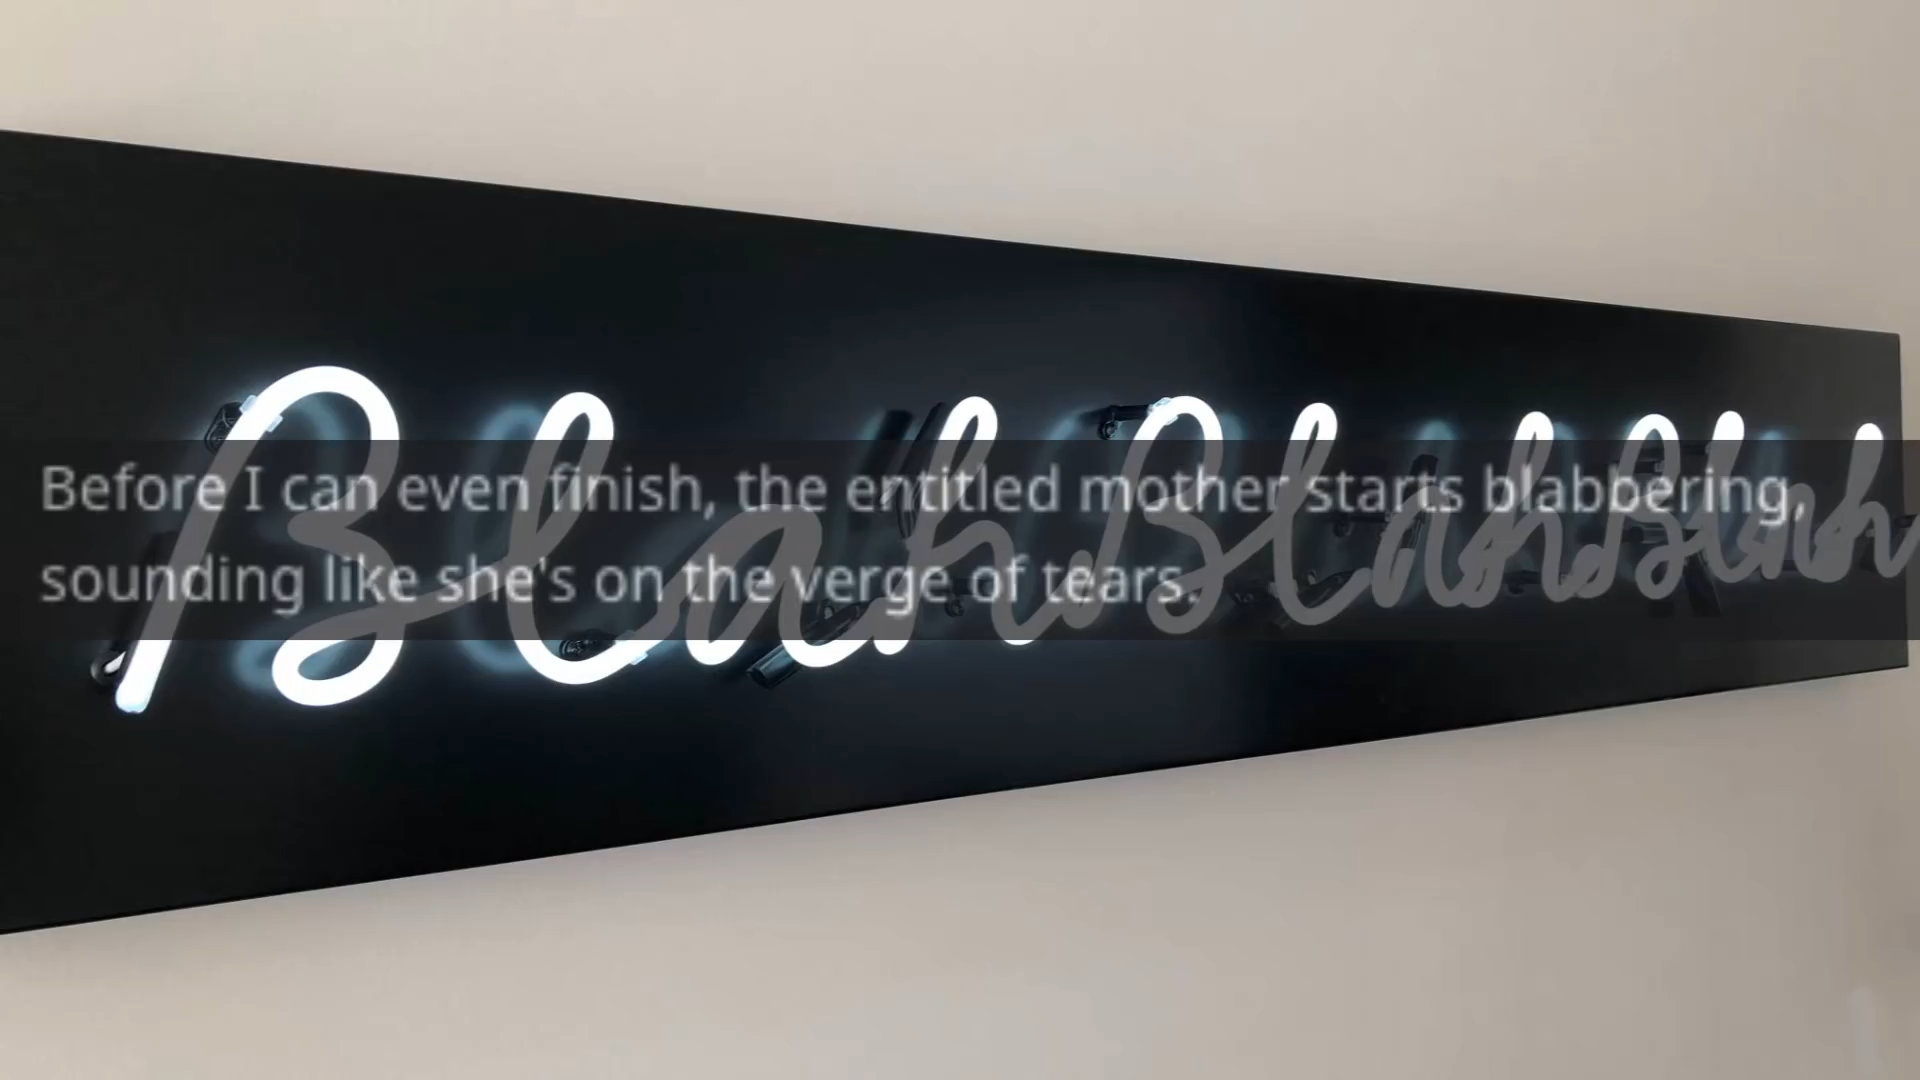 Blah Blah Blah
Before I can even finish, the entitled mother starts blabbering,
sounding like she's on the verge of tears.